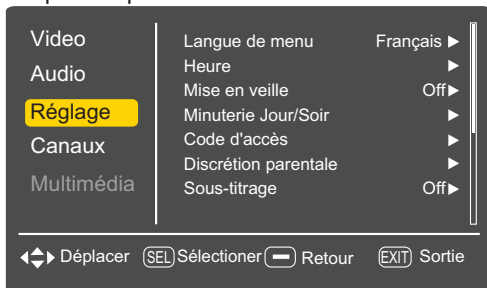 Video
Audio
Réglage
Canaux
Multimédia
Langue de menu Français
Heure
Mise en veille Off
Minuterie Jour/Soir
Code d'accès
Discrétion parentale
Sous-titrage Off
Déplacer SEL Sélectioner Retour EXIT Sortie